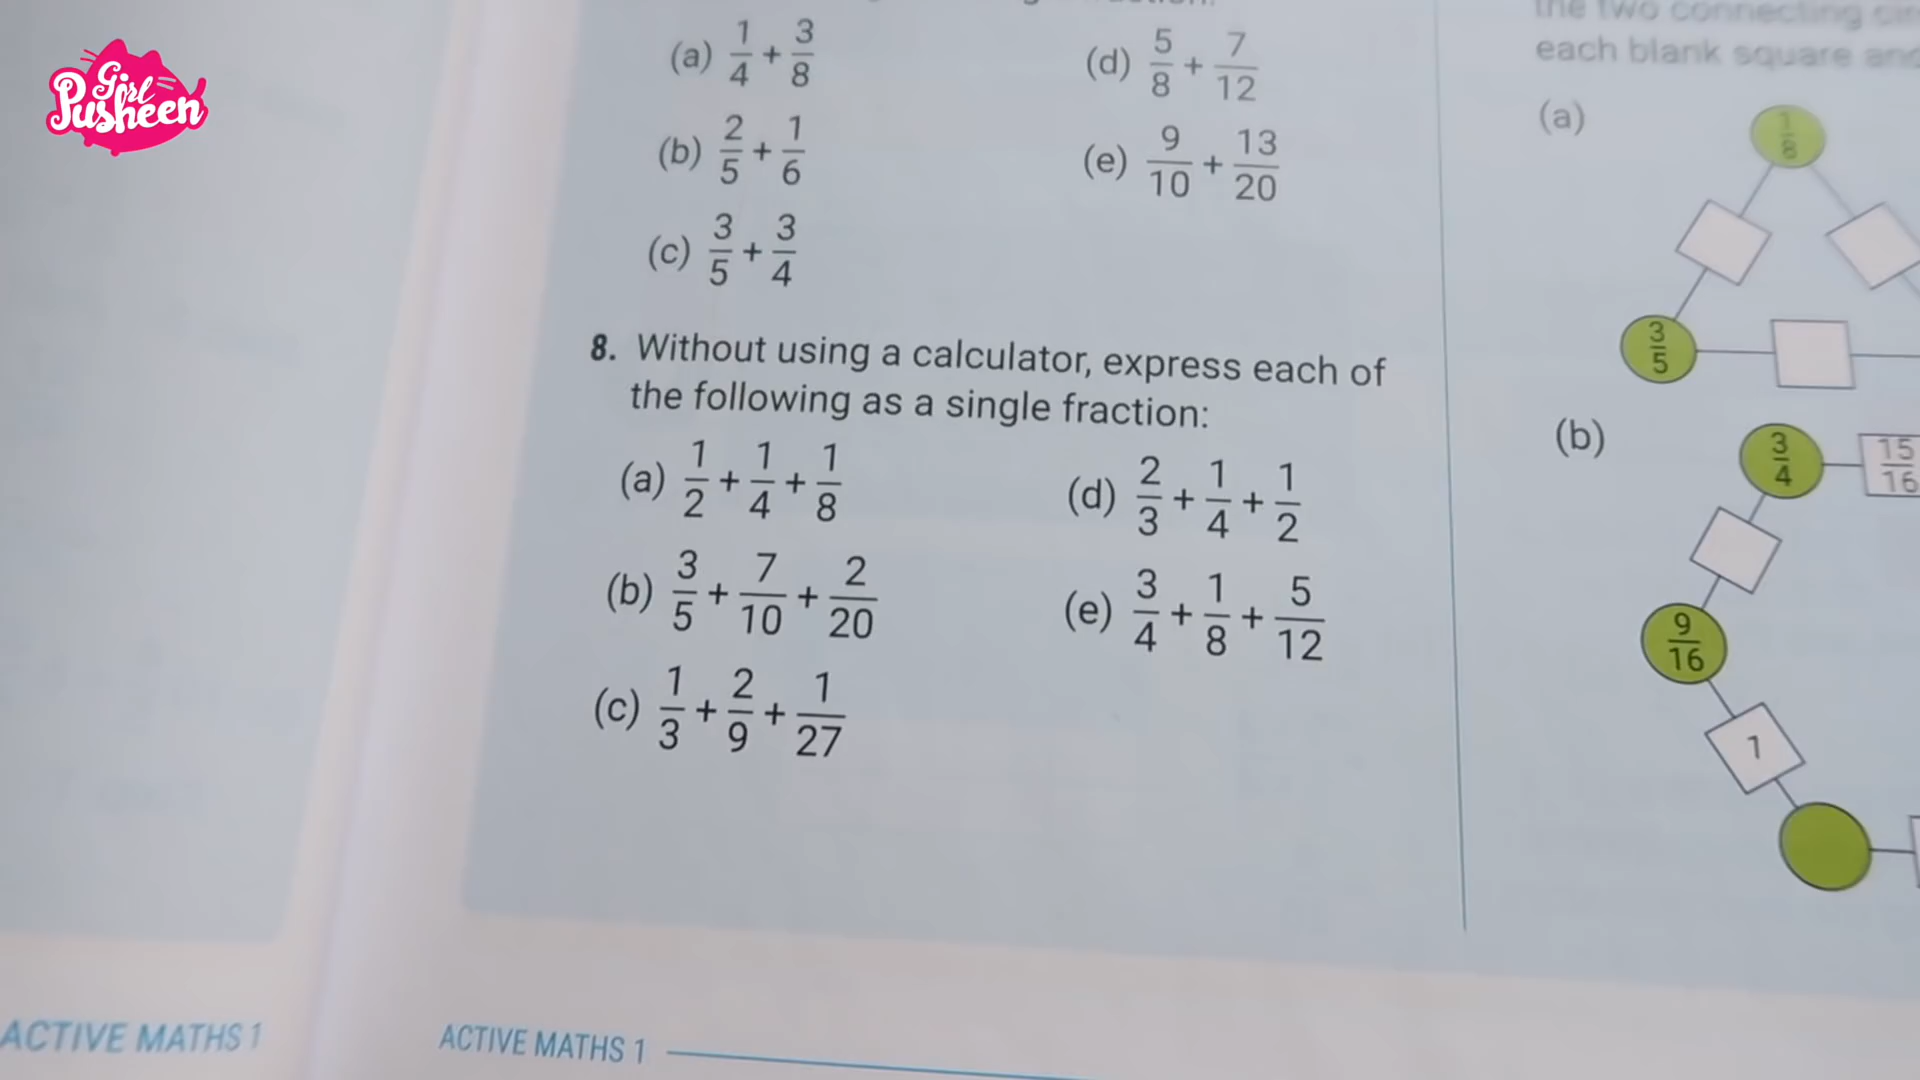 Girl
Pusheen
the two connecting
each blank square and
(a) 1/4 + 3/8
(d) 5/8 + 7/12
(b) 2/5 + 1/6
(e) 9/10 + 13/20
(c) 3/5 + 3/4
8. Without using a calculator, express each of
the following as a single fraction:
(a) 1/2 + 1/4 + 1/8
(d) 2/3 + 1/4 + 1/2
(b) 3/5 + 7/10 + 2/20
(e) 3/4 + 1/8 + 5/12
(c) 1/3 + 2/9 + 1/27
(a)
1/8
3/5
(b)
3/4
15/16
9/16
1
ACTIVE MATHS 1
ACTIVE MATHS 1